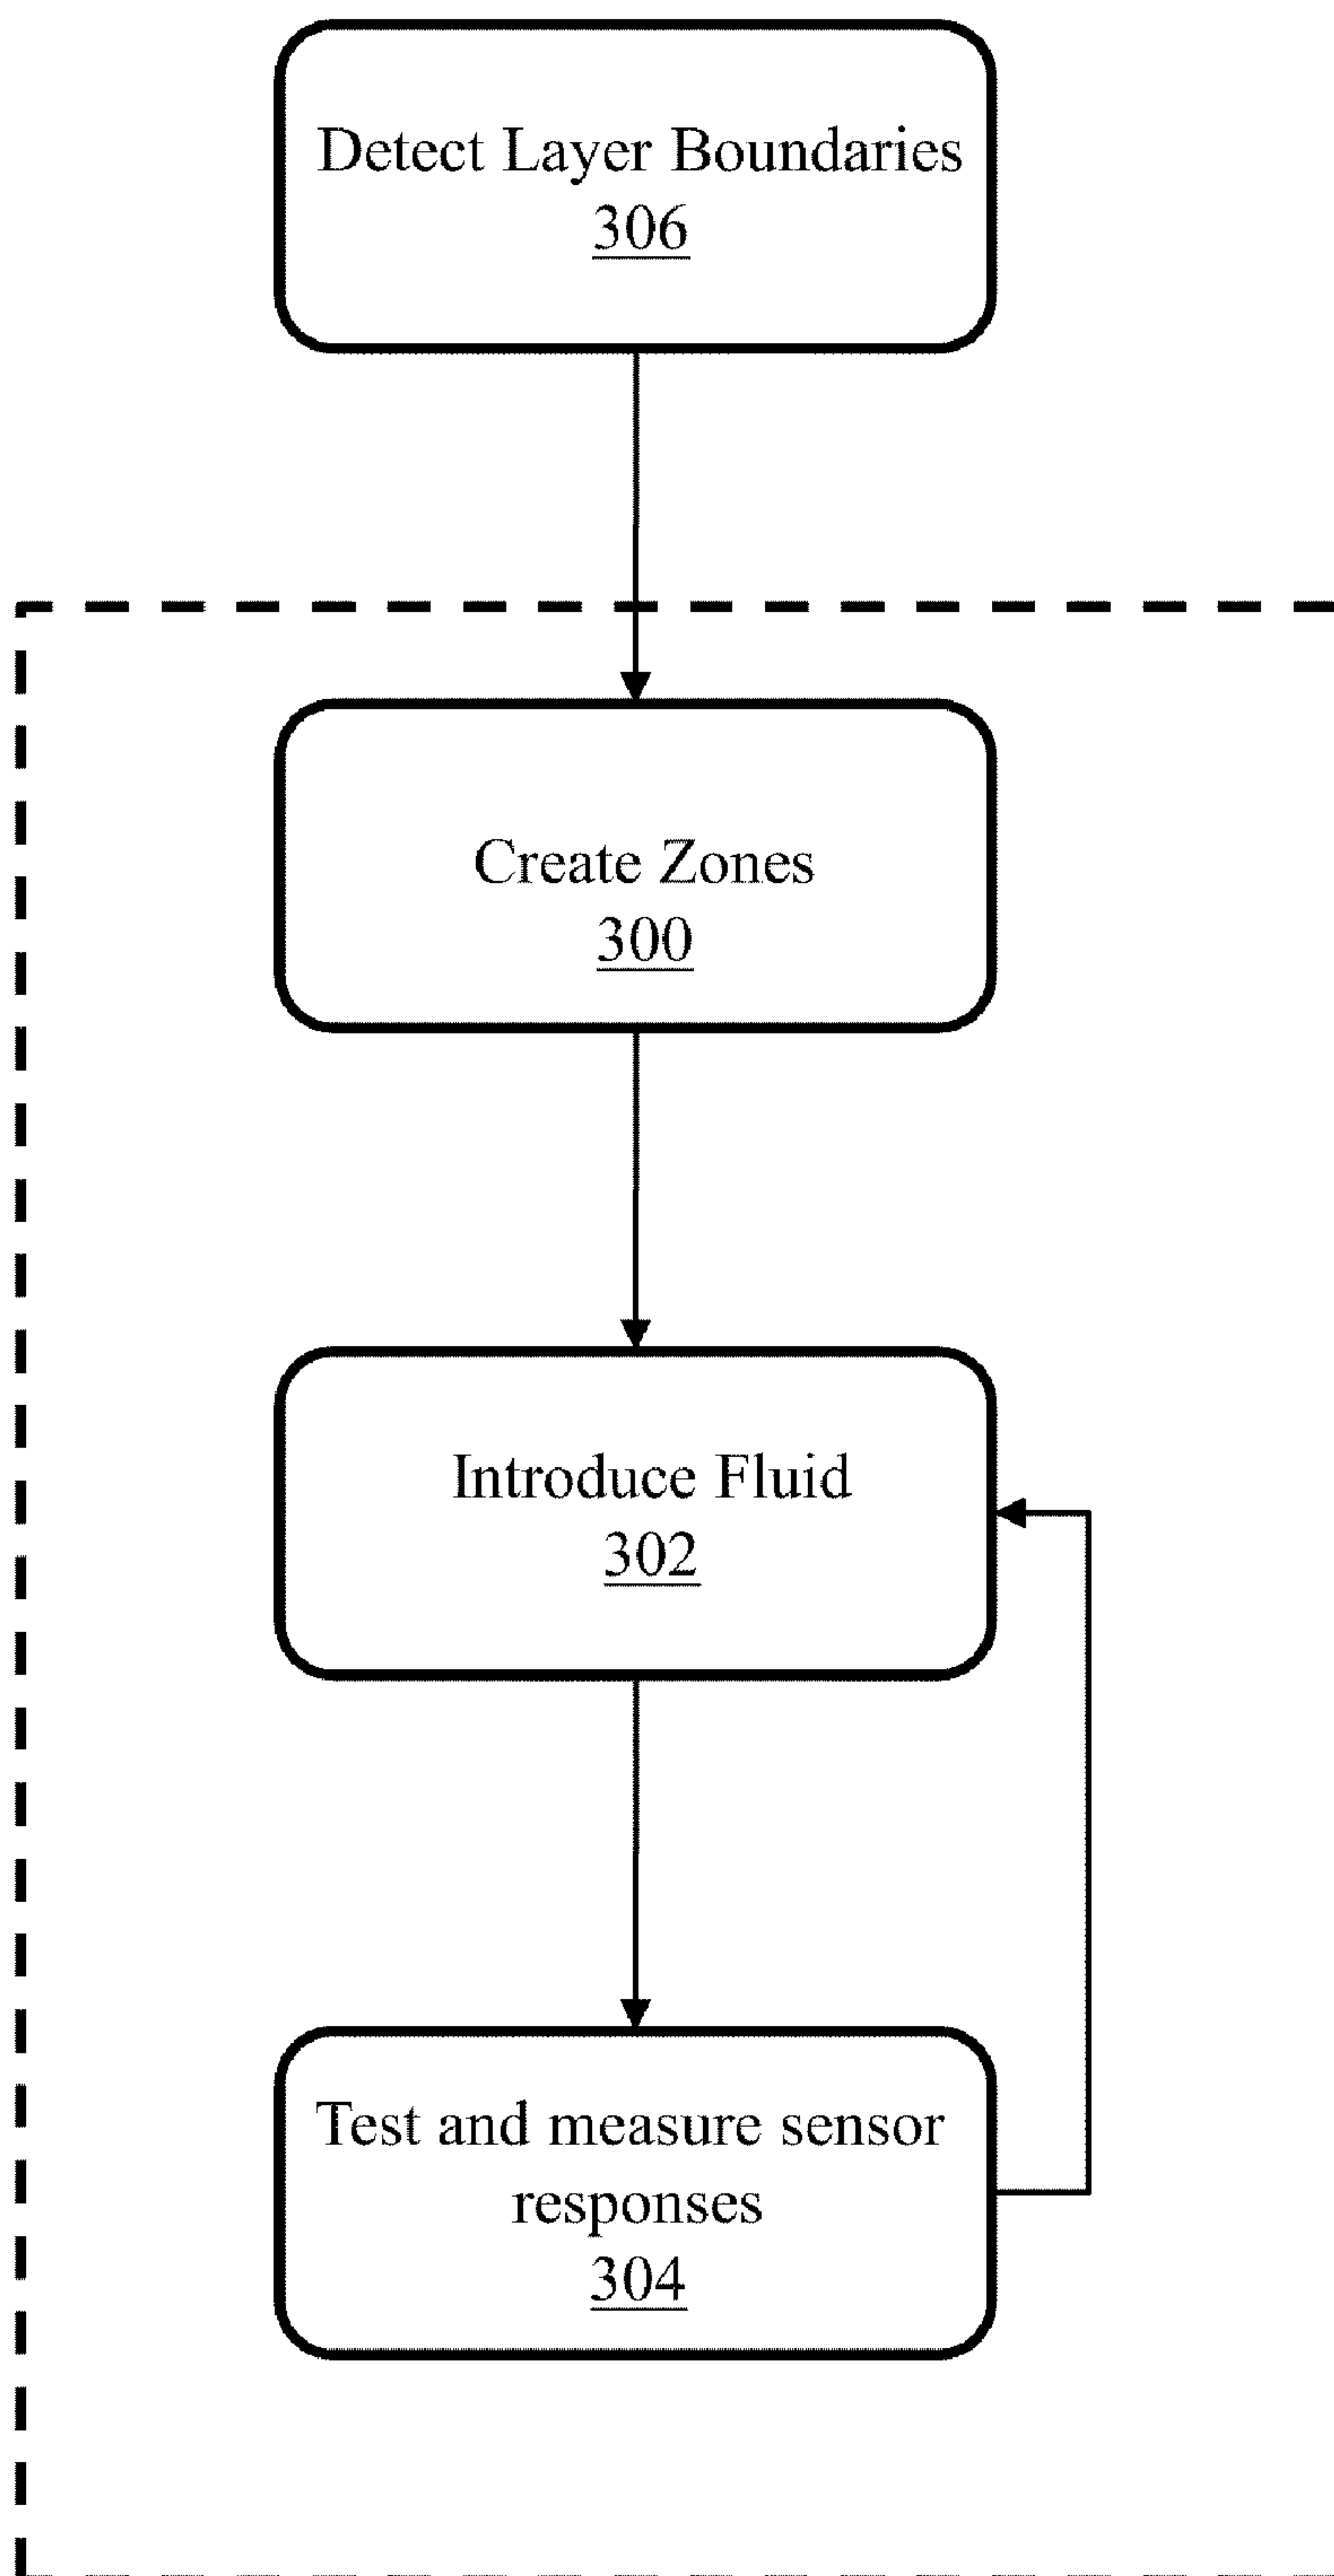 Detect Layer Boundaries
306
Create Zones
300
Introduce Fluid
302
Test and measure sensor
responses
304